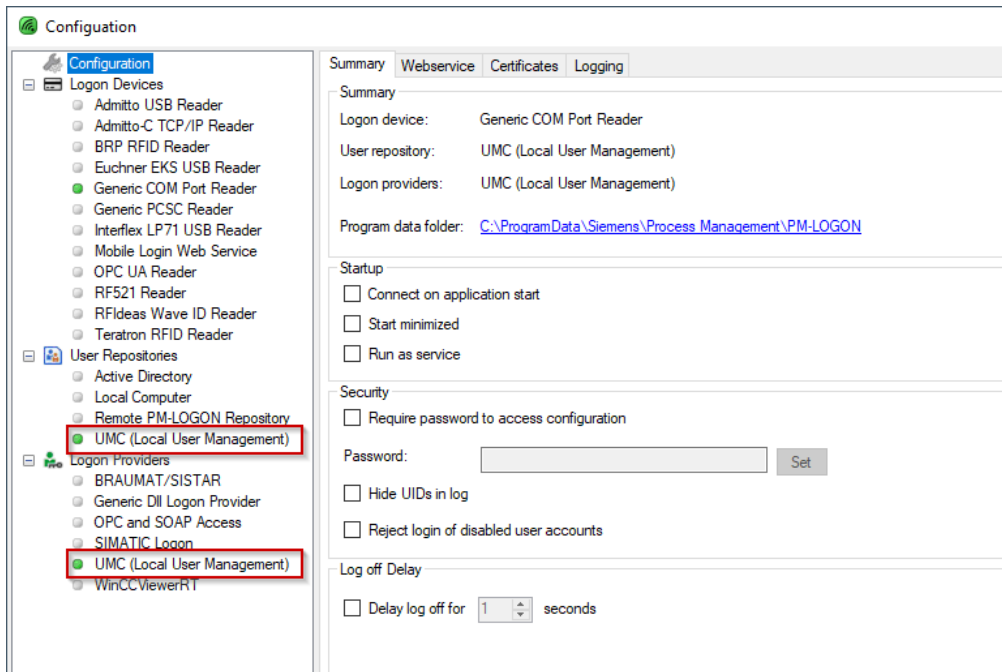 Configuation
Configuration
Logon Devices
Admitto USB Reader
Admitto-C TCP/IP Reader
BRP RFID Reader
Euchner EKS USB Reader
Generic COM Port Reader
Generic PCSC Reader
Interflex LP71 USB Reader
Mobile Login Web Service
OPC UA Reader
RF521 Reader
RFIdeas Wave ID Reader
Teratron RFID Reader
User Repositories
Active Directory
Local Computer
Remote PM-LOGON Repository
UMC (Local User Management)
Logon Providers
BRAUMAT/SISTAR
Generic Dll Logon Provider
OPC and SOAP Access
SIMATIC Logon
UMC (Local User Management)
WinCCViewerRT
Summary Webservice Certificates Logging
Summary
Logon device: Generic COM Port Reader
User repository: UMC (Local User Management)
Logon providers: UMC (Local User Management)
Program data folder: C:\ProgramData\Siemens\Process Management\PM-LOGON
Startup
Connect on application start
Start minimized
Run as service
Security
Require password to access configuration
Password: Set
Hide UIDs in log
Reject login of disabled user accounts
Log off Delay
Delay log off for 1 seconds